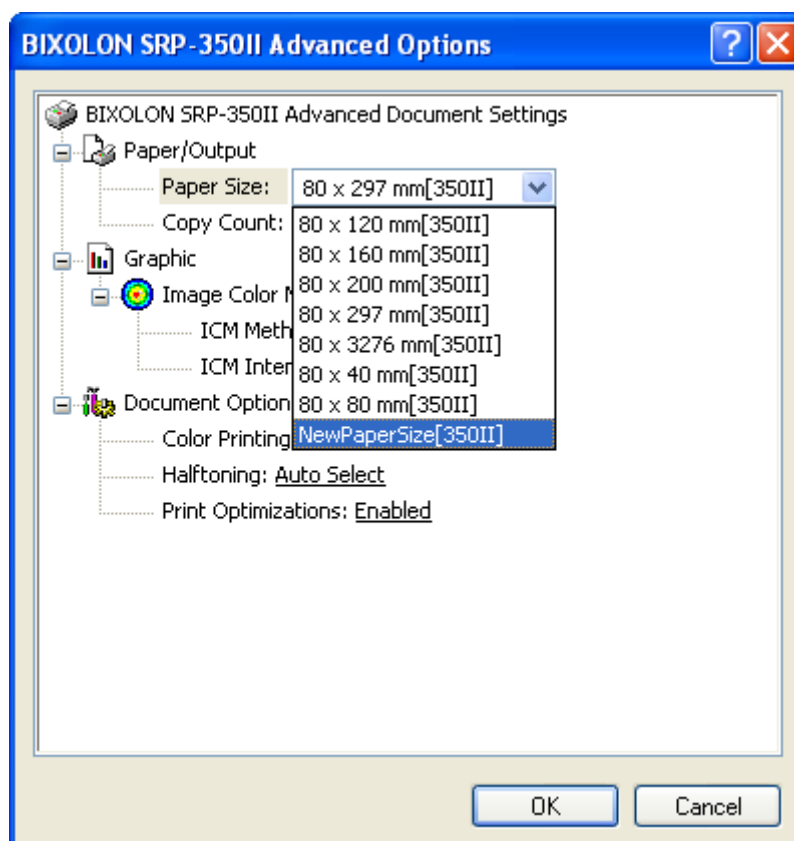 BIXOLON SRP-350II Advanced Options
BIXOLON SRP-350II Advanced Document Settings
Paper/Output
Paper Size: 80 x 297 mm[350II]
Copy Count:
80 x 120 mm[350II]
80 x 160 mm[350II]
80 x 200 mm[350II]
80 x 297 mm[350II]
80 x 3276 mm[350II]
80 x 40 mm[350II]
80 x 80 mm[350II]
NewPaperSize[350II]
Graphic
Image Color
ICM Meth
ICM Inter
Document Option
Color Printing
Halftoning: Auto Select
Print Optimizations: Enabled
OK
Cancel